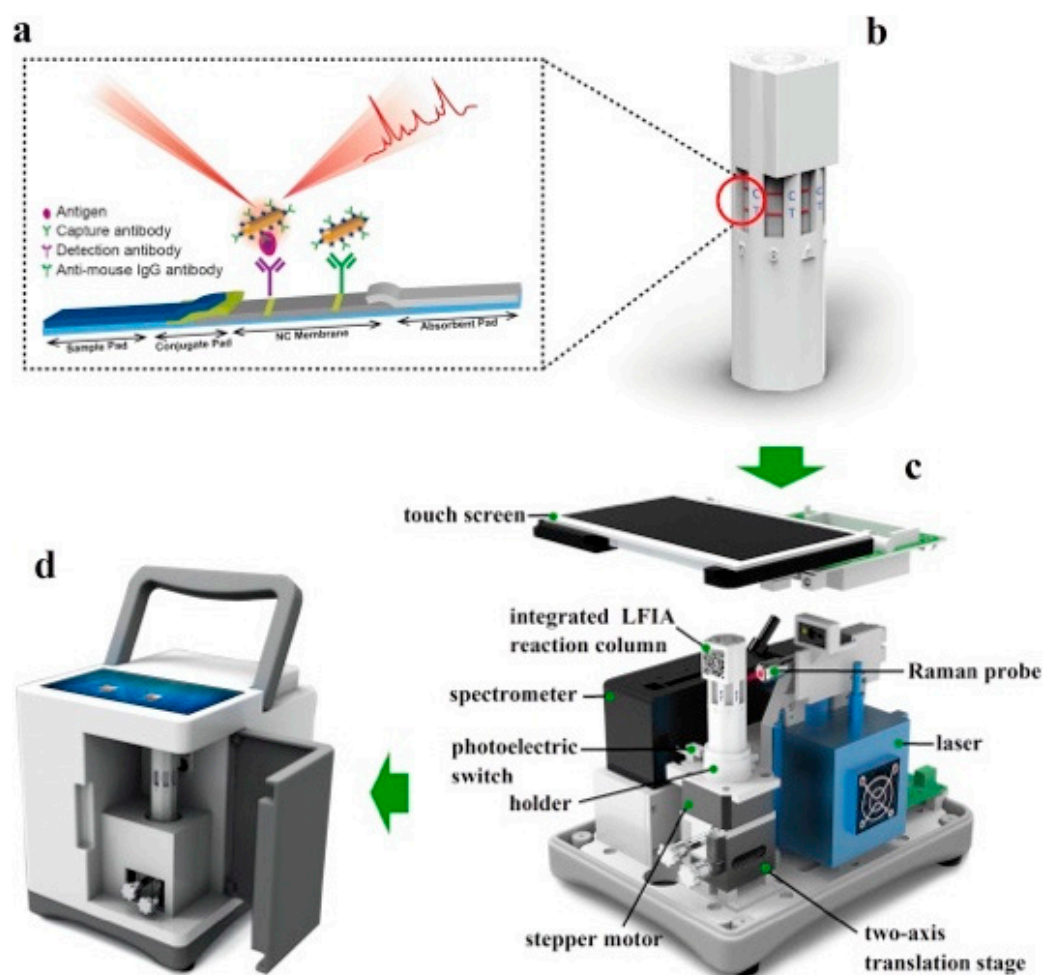 a
b
Antigen
Capture antibody
Detection antibody
Anti-mouse IgG antibody
Sample Pad
Conjugate Pad
NC Membrane
Absorbent Pad
C
T
C
T
C
T
c
touch screen
d
integrated LFIA
reaction column
Raman probe
spectrometer
photoelectric
switch
laser
holder
stepper motor
two-axis
translation stage